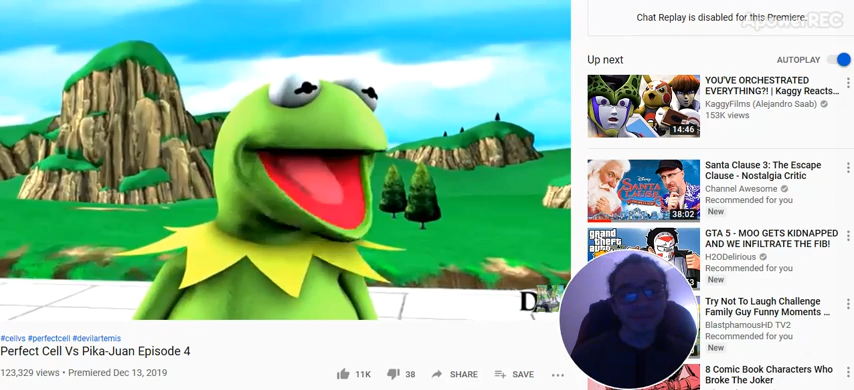 Chat Replay is disabled for this Premiere.
ApowerREC
Up next
AUTOPLAY
YOU'VE ORCHESTRATED
EVERYTHING?! | Kaggy Reacts...
KaggyFilms (Alejandro Saab)
153K views
14:46
Santa Clause 3: The Escape
Clause - Nostalgia Critic
Channel Awesome
Recommended for you
New
38:02
GTA 5 - MOO GETS KIDNAPPED
AND WE INFILTRATE THE FIB!
H2ODelirious
Recommended for you
New
Try Not To Laugh Challenge
Family Guy Funny Moments ...
BlastphamousHD TV2
Recommended for you
New
8 Comic Book Characters Who
Broke The Joker
D
#cellvs #perfectcell #devilartemis
Perfect Cell Vs Pika-Juan Episode 4
123,329 views • Premiered Dec 13, 2019
11K
38
SHARE
SAVE